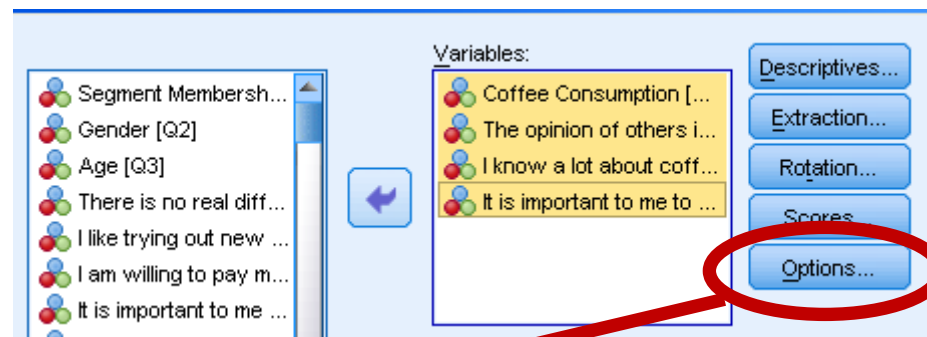 Variables:
Segment Membersh...
Gender [Q2]
Age [Q3]
There is no real diff...
I like trying out new ...
I am willing to pay m...
It is important to me ...
Coffee Consumption [...
The opinion of others i...
I know a lot about coff...
It is important to me to ...
Descriptives...
Extraction...
Rotation...
Scores...
Options...